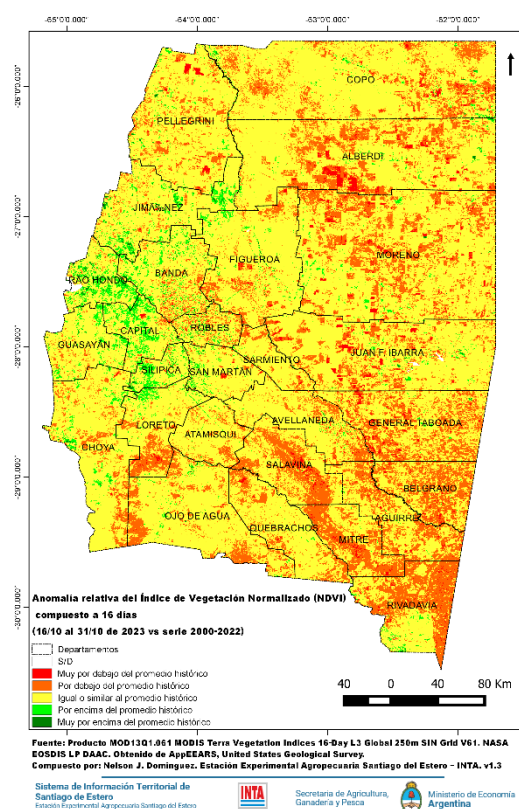 -65°0'0.000" -64°0'0.000" -63°0'0.000" -52°0'0.000"
-26°0'0.000"
COPO
PELLEGRINI
ALBERDI
-27°0'0.000"
FIGUEROA
MORENO
BANDA
-28°0'0.000"
ROBLES
CAPITAL
GUASAYÁN
JUAN F. IBARRA
SARMIENTO
SILIPICA
SAN MARTAN
AVELLANEDA
GENERAL TABOADA
LORETO
ATAMISQUI
CHOYA
SALAVINA
-29°0'0.000"
BELGRANO
OJO DE AGUA
AGUIRRE
QUEBRACHOS
MITRE
RIVADAVIA
-30°0'0.000"
Anomalía relativa del Índice de Vegetación Normalizado (NDVI)
compuesto a 16 días
(16/10 al 31/10 de 2023 vs serie 2000-2022)
Departamentos
S/D
Muy por debajo del promedio histórico
Por debajo del promedio histórico
Igual o similar al promedio histórico
Por encima del promedio histórico
Muy por encima del promedio histórico
40 0 40 80 Km
Fuente: Producto MOD13Q1.061 MODIS Terra Vegetation Indices 16-Day L3 Global 250m SIN Grid V61. NASA
EOSDIS LP DAAC. Obtenido de AppEEARS, United States Geological Survey.
Compuesto por: Nelson J. Domínguez. Estación Experimental Agropecuaria Santiago del Estero - INTA. v1.3
Sistema de Información Territorial de
Santiago de Estero
Estación Experimental Agropecuaria Santiago del Estero
INTA
Secretaría de Agricultura,
Ganadería y Pesca
Ministerio de Economía
Argentina